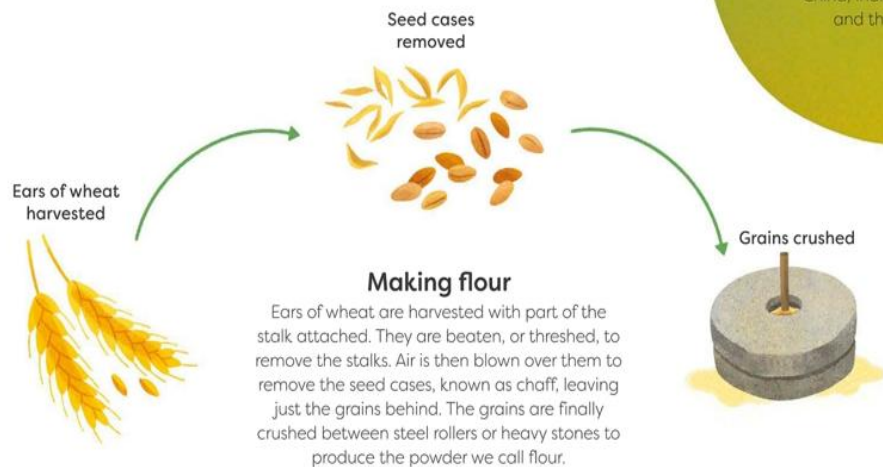 and th
Seed cases
removed
Ears of wheat
harvested
Grains crushed
Making flour
Ears of wheat are harvested with part of the
stalk attached. They are beaten, or threshed, to
remove the stalks. Air is then blown over them to
remove the seed cases, known as chaff, leaving
just the grains behind. The grains are finally
crushed between steel rollers or heavy stones to
produce the powder we call flour.